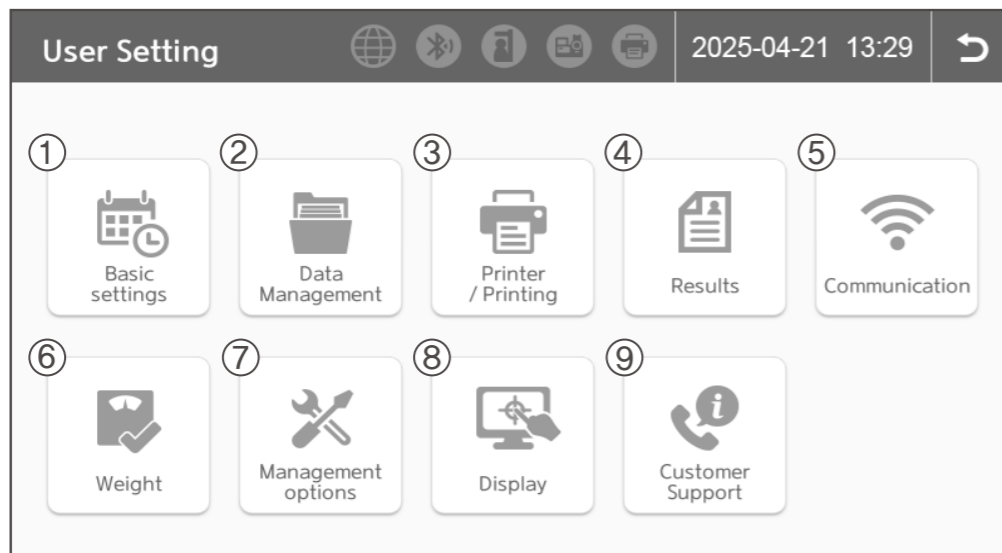 User Setting
2025-04-21 13:29
① ② ③ ④ ⑤
Basic
settings
Data
Management
Printer
/ Printing
Results
Communication
⑥ ⑦ ⑧ ⑨
Weight
Management
options
Display
Customer
Support